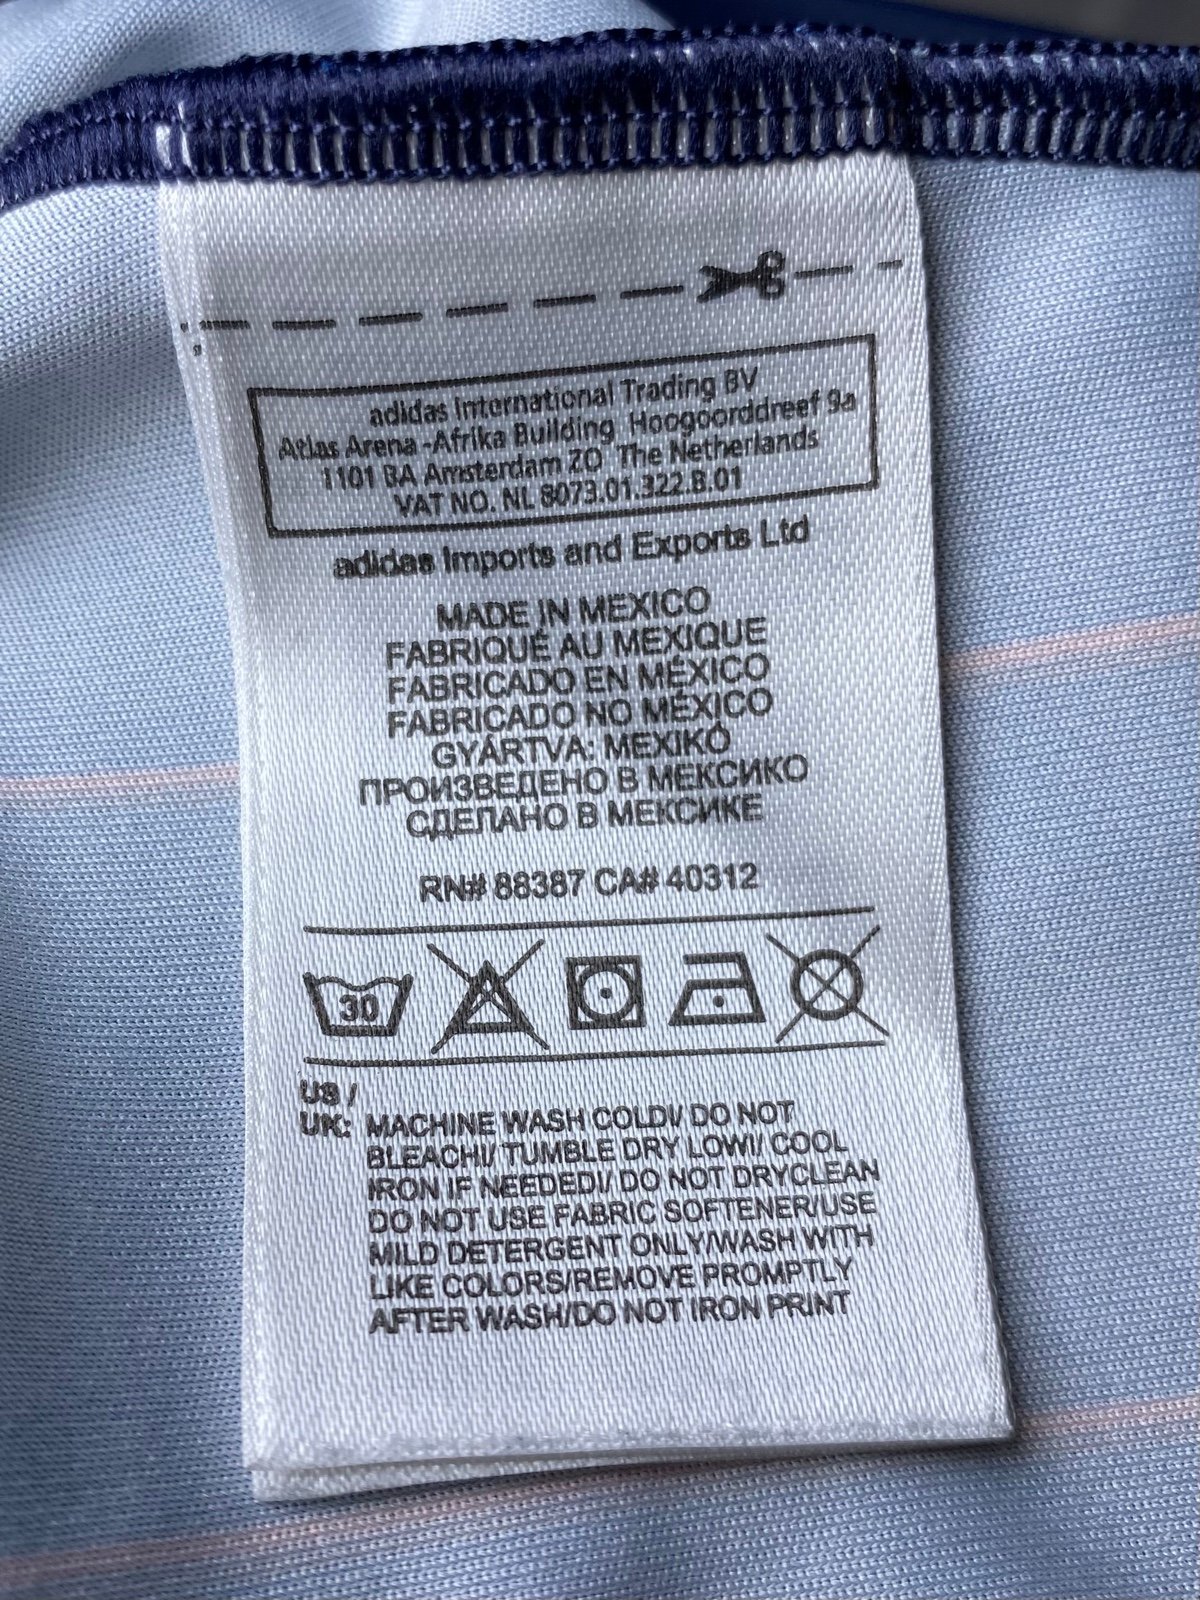 adidas International Trading BV
Atlas Arena -Afrika Building Hoogoorddreef 9a
1101 BA Amsterdam ZO The Netherlands
VAT NO. NL 8073.01.322.B.01
adidas Imports and Exports Ltd
MADE IN MEXICO
FABRIQUÉ AU MEXIQUE
FABRICADO EN MÉXICO
FABRICADO NO MÉXICO
GYÁRTVA: MEXIKÓ
ПРОИЗВЕДЕНО В МЕКСИКО
СДЕЛАНО В МЕКСИКЕ
RN# 88387 CA# 40312
30
US /
UK: MACHINE WASH COLD// DO NOT
BLEACH// TUMBLE DRY LOW// COOL
IRON IF NEEDED// DO NOT DRYCLEAN
DO NOT USE FABRIC SOFTENER/USE
MILD DETERGENT ONLY/WASH WITH
LIKE COLORS/REMOVE PROMPTLY
AFTER WASH/DO NOT IRON PRINT